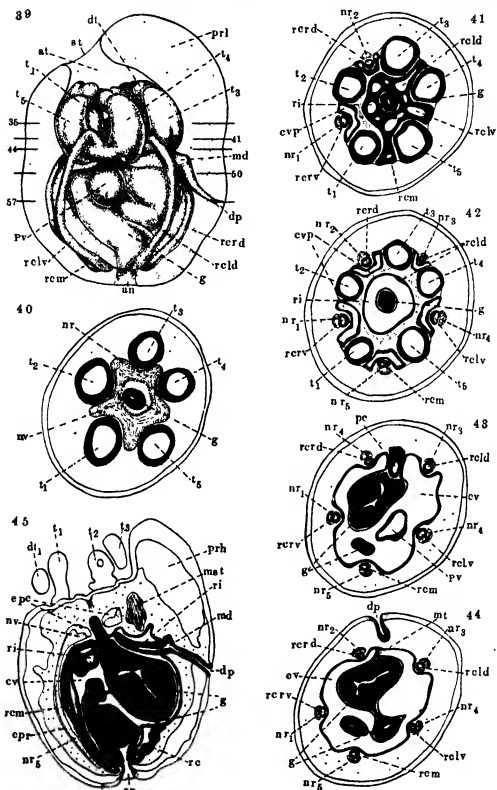 39
at
st
dt
prl
t1
t4
t5
t3
35
41
44
md
50
57
dp
Pv
rcrd
rclv
rcld
rcm
g
an
40
nr
t3
t2
t4
nv
g
t1
t5
45
dt1
t1
t2
t3
prh
epc
mst
nv
ri
ri
md
cv
dp
rcm
g
epr
nr5
rc
41
nr2
t3
rcrd
rcld
t4
t2
ri
g
cvp
rclv
nr1
rcrv
t5
t1
rcm
42
nr2
rcrd
t3
nr3
cvp
rcld
t2
t4
ri
g
nr1
nr4
rcrv
rclv
t1
t5
nr5
rcm
43
pc
nr4
nr3
rcrd
rcld
nr1
cv
rcrv
nr4
g
rclv
nr5
Pv
rcm
44
dp
mt
nr2
nr3
rcrd
rcld
cv
rcrv
nr4
nr1
g
rclv
nr5
rcm